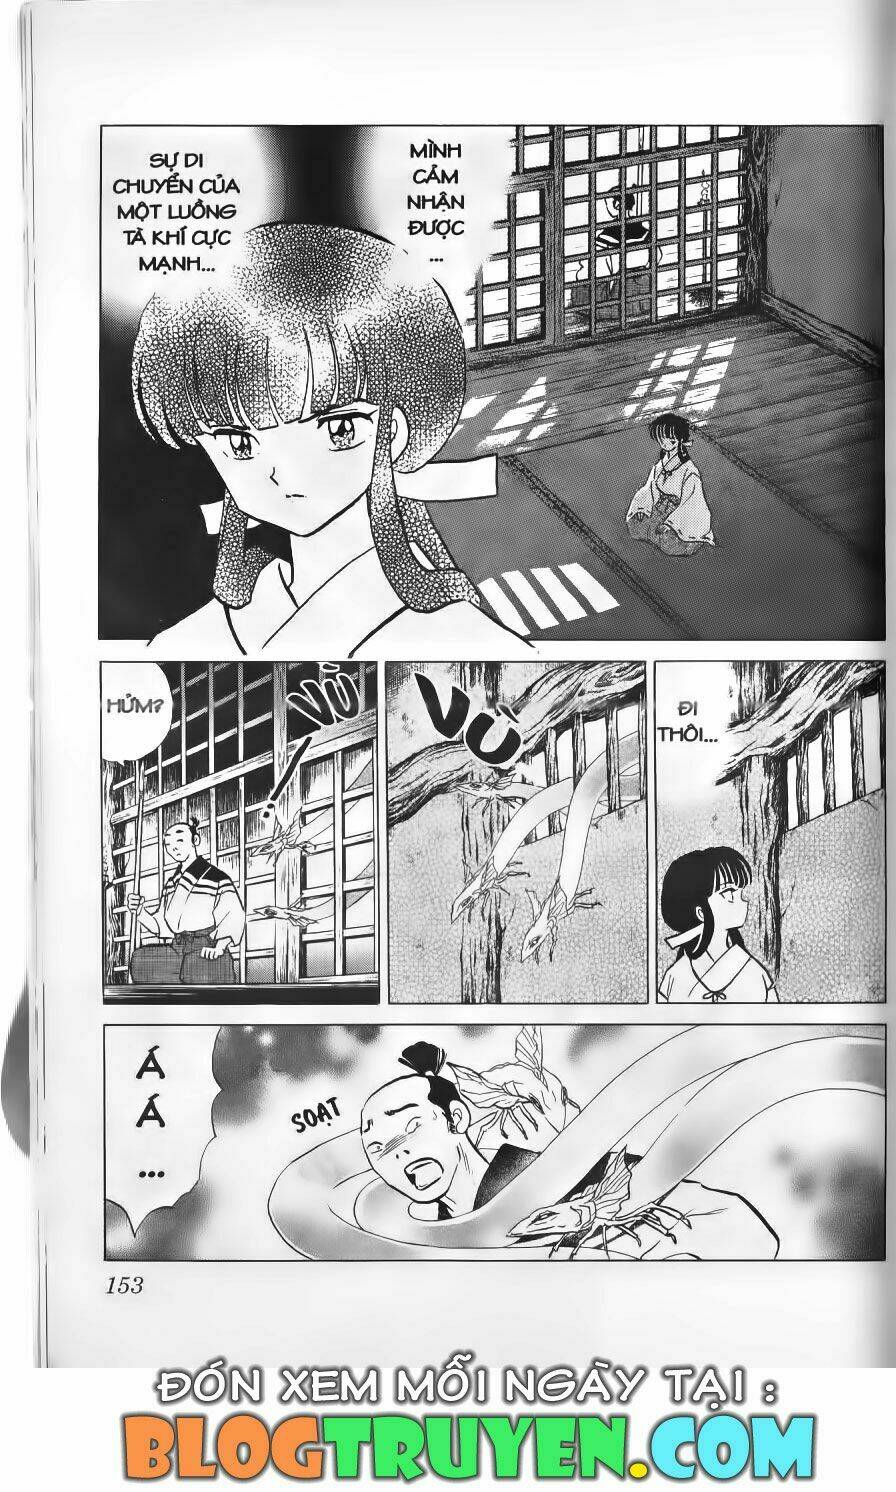 MÌNH
CẢM
NHẬN
ĐƯỢC
...
SỰ DI
CHUYỂN CỦA
MỘT LUỒNG
TÀ KHÍ CỰC
MẠNH...
ĐI
THÔI...
VÙ
VÙ
HỬM?
SOẠT
Á
Á
...
153
ĐÓN XEM MỖI NGÀY TẠI :
BLOGTRUYEN.COM